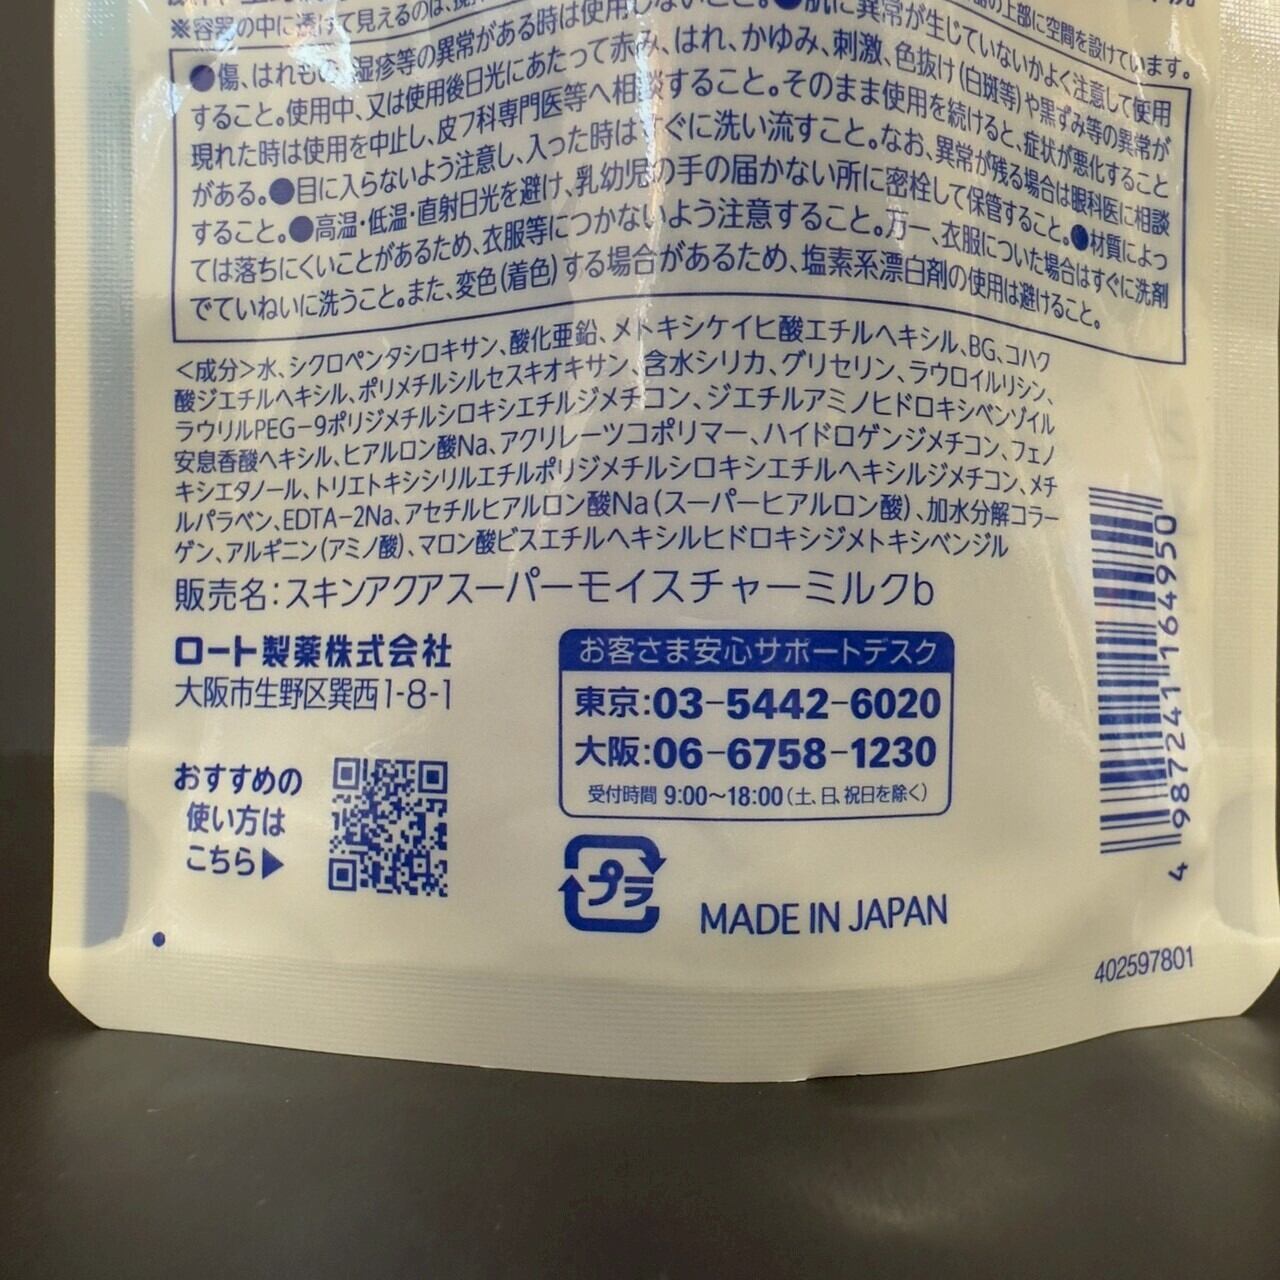 ※容器の中に透けて見えるのは、
の上部に空間を設けています。
●傷、はれもの、湿疹等の異常がある時は使用しないこと。●肌に異常が生じていないかよく注意して使用
すること。使用中、又は使用後日光にあたって赤み、はれ、かゆみ、刺激、色抜け(白斑等)や黒ずみ等の異常が
現れた時は使用を中止し、皮フ科専門医等へ相談すること。そのまま使用を続けると、症状が悪化すること
がある。●目に入らないよう注意し、入った時はすぐに洗い流すこと。なお、異常が残る場合は眼科医に相談
すること。●高温・低温・直射日光を避け、乳幼児の手の届かない所に密栓して保管すること。●材質によっ
ては落ちにくいことがあるため、衣服等につかないよう注意すること。万一、衣服についた場合はすぐに洗剤
でていねいに洗うこと。また、変色(着色)する場合があるため、塩素系漂白剤の使用は避けること。
<成分>水、シクロペンタシロキサン、酸化亜鉛、メトキシケイヒ酸エチルヘキシル、BG、コハク
酸ジエチルヘキシル、ポリメチルシルセスキオキサン、含水シリカ、グリセリン、ラウロイルリシン、
ラウリルPEG-9ポリジメチルシロキシエチルジメチコン、ジエチルアミノヒドロキシベンゾイル
安息香酸ヘキシル、ヒアルロン酸Na、アクリレーツコポリマー、ハイドロゲンジメチコン、フェノ
キシエタノール、トリエトキシシリルエチルポリジメチルシロキシエチルヘキシルジメチコン、メチ
ルパラベン、EDTA-2Na、アセチルヒアルロン酸Na(スーパーヒアルロン酸)、加水分解コラー
ゲン、アルギニン(アミノ酸)、マロン酸ビスエチルヘキシルヒドロキシジメトキシベンジル
販売名:スキンアクアスーパーモイスチャーミルクb
ロート製薬株式会社
大阪市生野区巽西1-8-1
お客さま安心サポートデスク
東京:03-5442-6020
大阪:06-6758-1230
受付時間 9:00~18:00(土、日、祝日を除く)
おすすめの
使い方は
こちら▶
プラ
MADE IN JAPAN
4 987241 164950
402597801